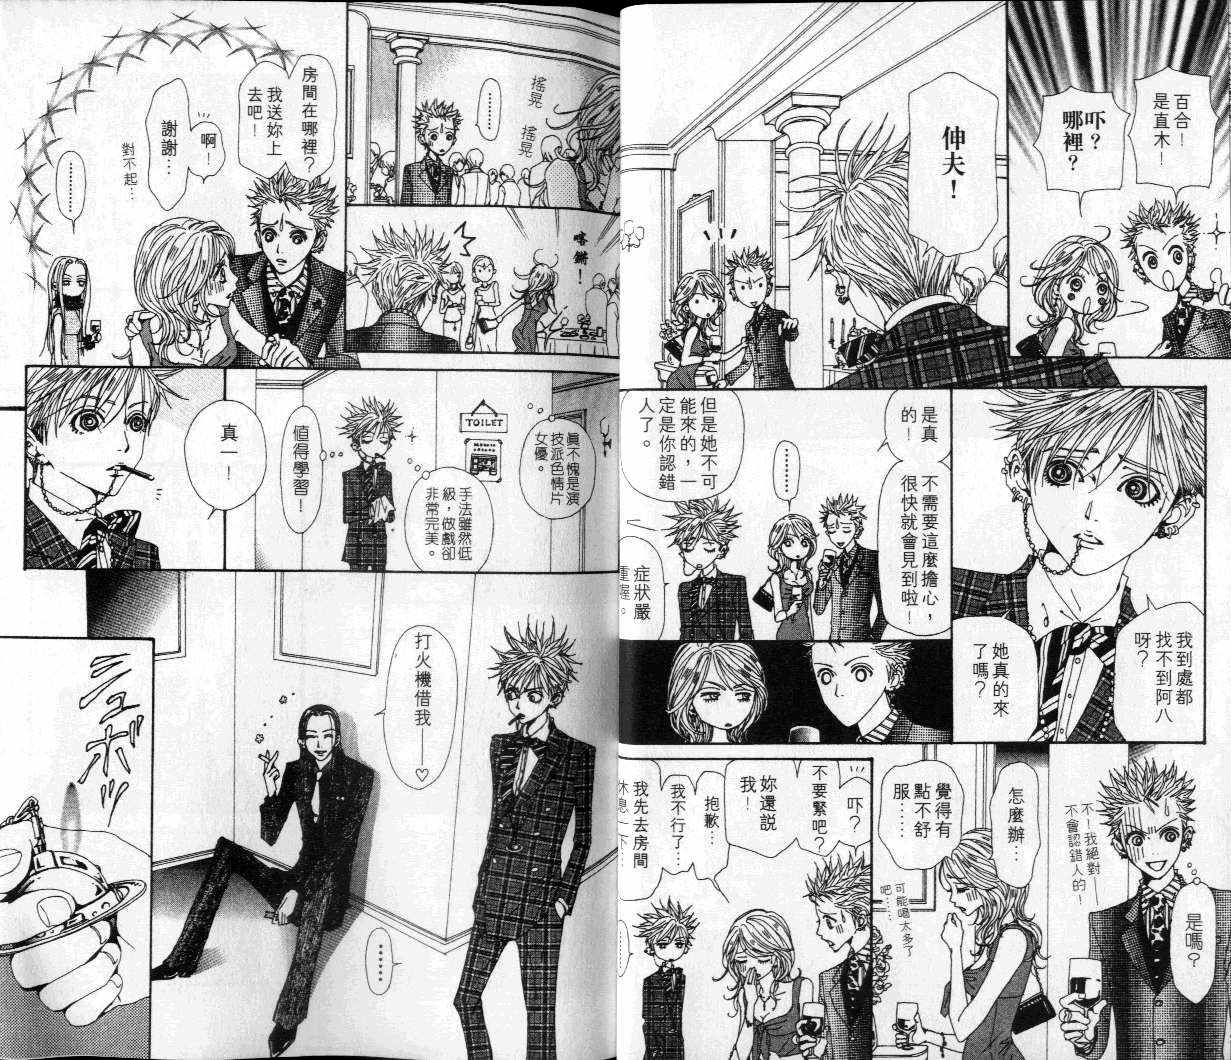 百合！
是直木！
吓？
哪裡？
伸夫！
我到處都
找不到阿八
呀？
她真的來
了嗎？
是真
的！
不需要這麼擔心，
很快就會見到啦！
但是她不可
能來的，一
定是你認錯
人了。
…………
症狀嚴
重喔。
是嗎？
不！我絕對——
不會認錯人的！
怎麼辦…
覺得有
點不舒
服……
可能喝太多了
吧……
吓？
不要緊吧？
妳還說
我！
抱歉…
我不行了…
我先去房間
休息一下…
…………
搖晃
搖晃
…………
喀鏘！
房間在哪裡？
我送妳上
去吧！
啊！
謝謝…
對不起…
…………
真不愧是演
技派色情片
女優。
TOILET
手法雖然低
級，做戲卻
非常完美。
值得學習！
真一！
打火機借
我——♡
……
シュボッ